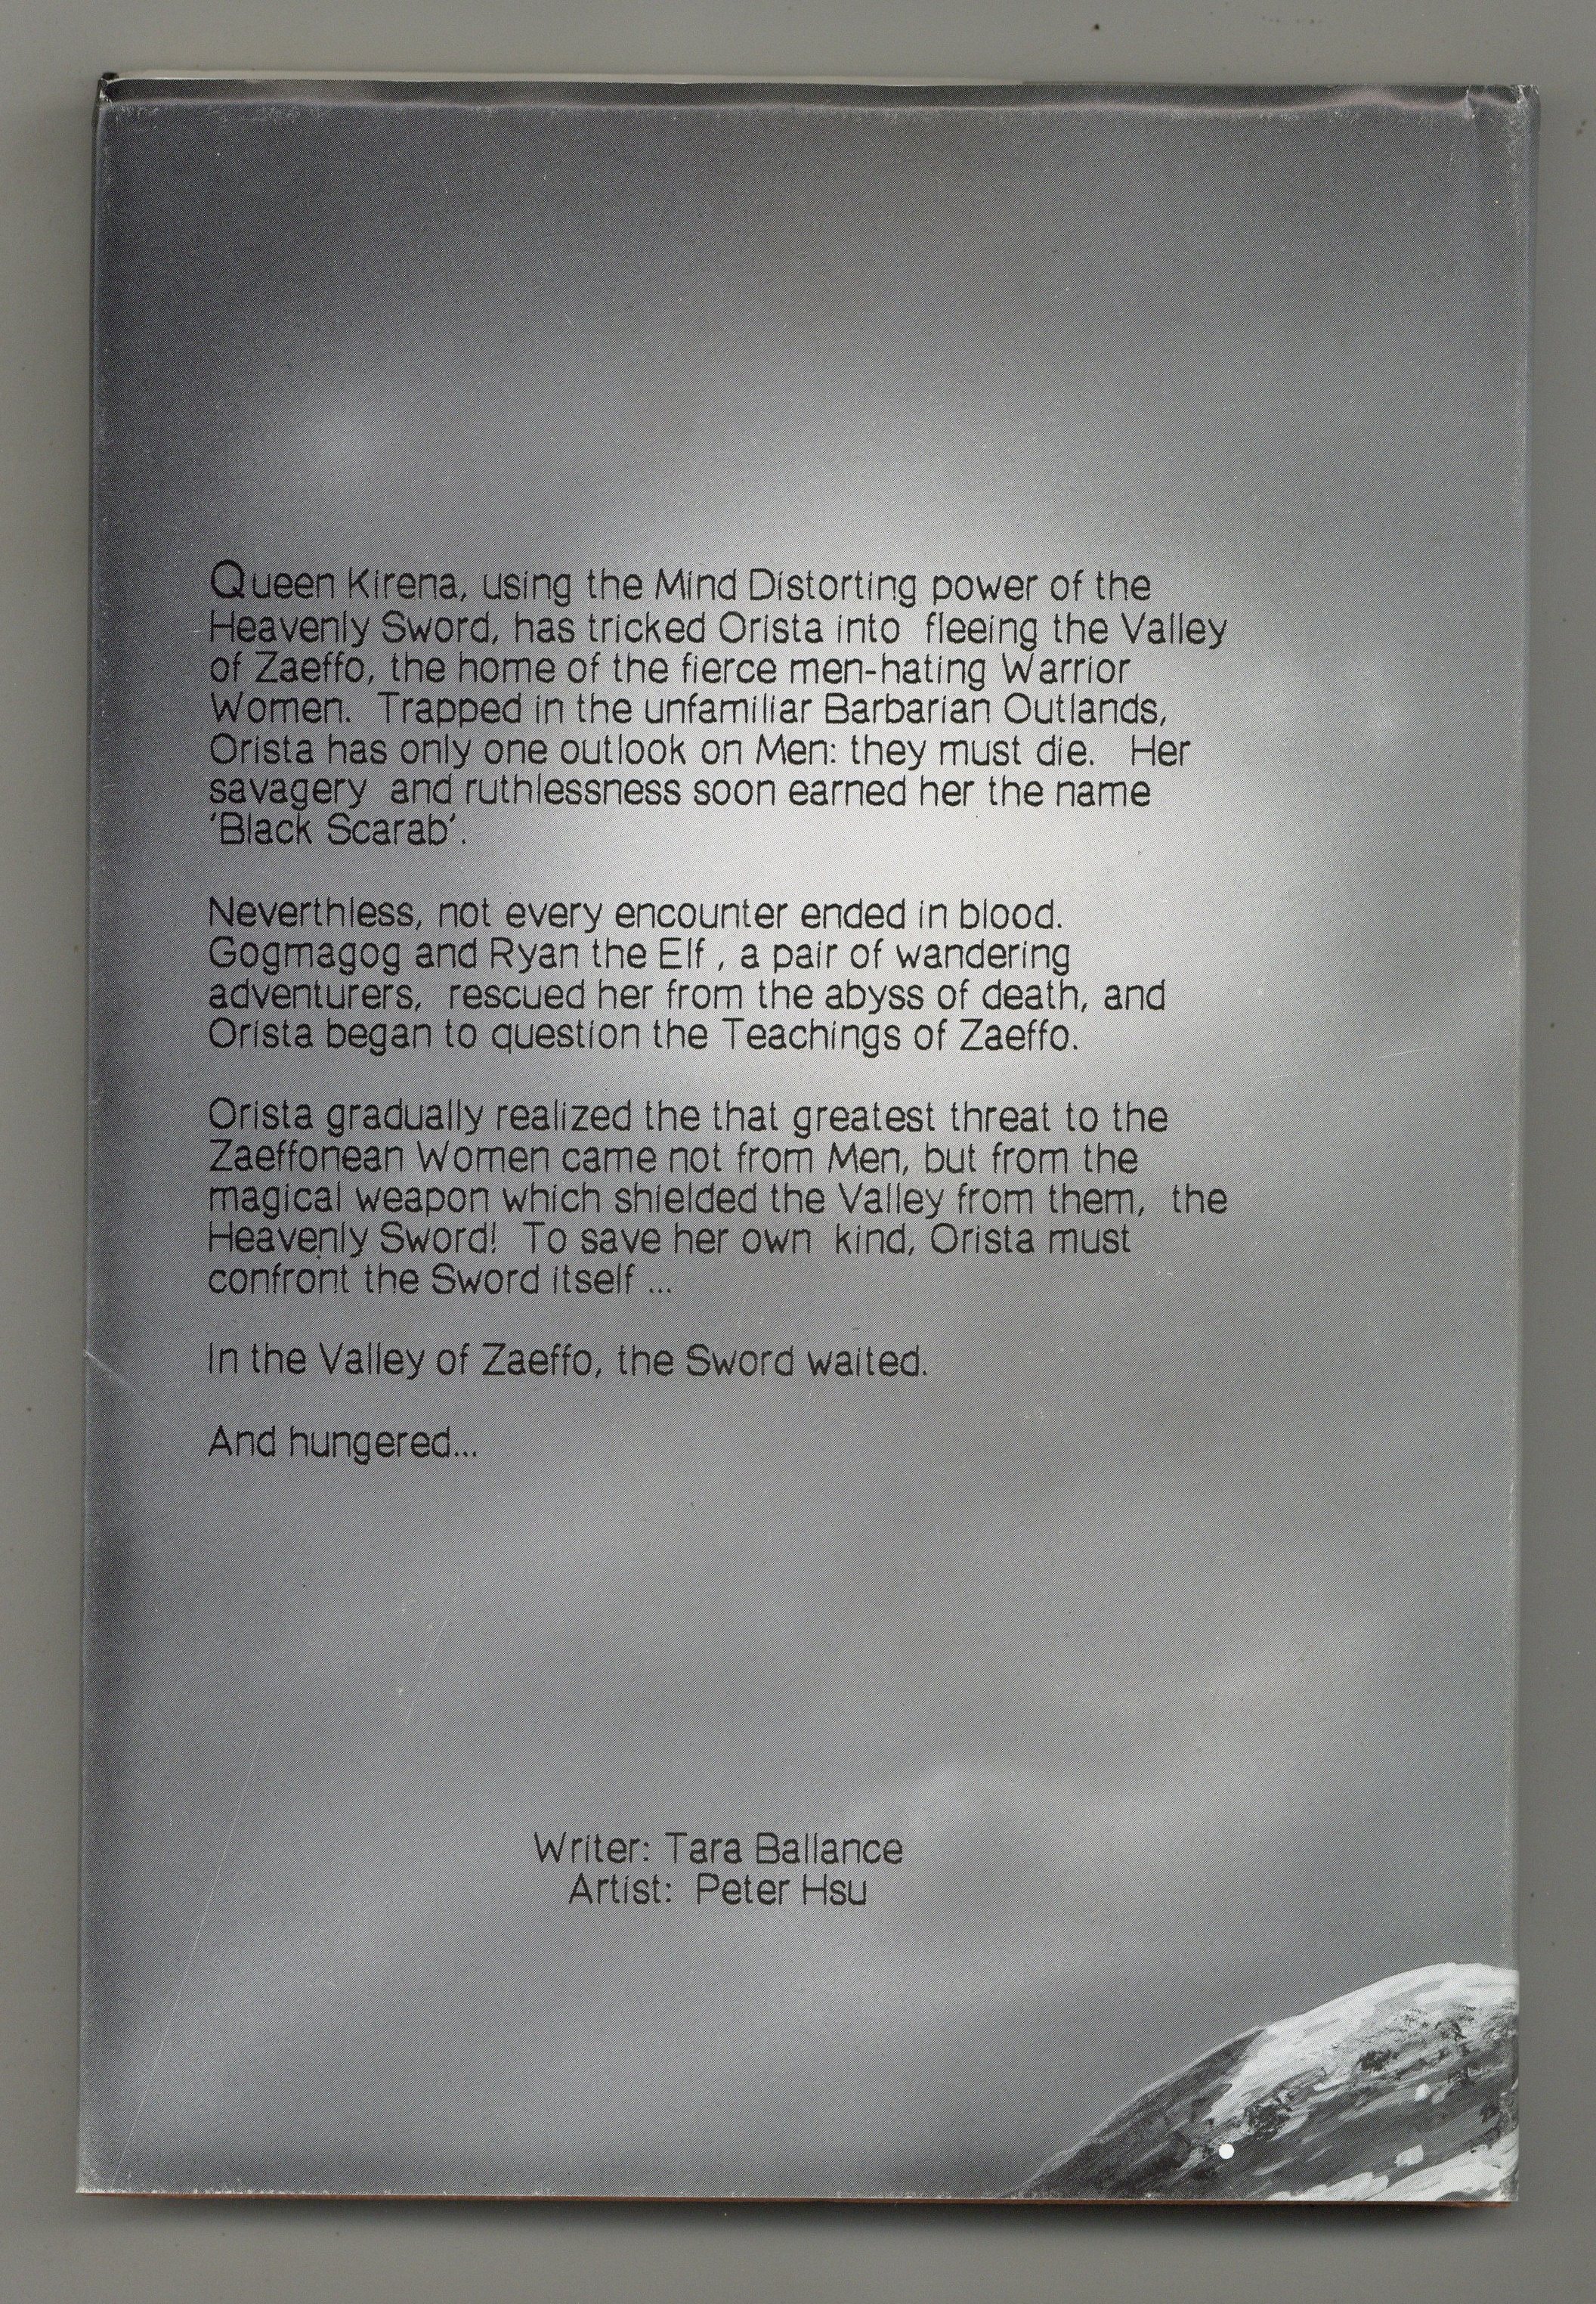 Queen Kirena, using the Mind Distorting power of the
Heavenly Sword, has tricked Orista into fleeing the Valley
of Zaeffo, the home of the fierce men-hating Warrior
Women. Trapped in the unfamiliar Barbarian Outlands,
Orista has only one outlook on Men: they must die. Her
savagery and ruthlessness soon earned her the name
'Black Scarab'.
Neverthless, not every encounter ended in blood.
Gogmagog and Ryan the Elf , a pair of wandering
adventurers, rescued her from the abyss of death, and
Orista began to question the Teachings of Zaeffo.
Orista gradually realized the that greatest threat to the
Zaeffonean Women came not from Men, but from the
magical weapon which shielded the Valley from them, the
Heavenly Sword! To save her own kind, Orista must
confront the Sword itself ...
In the Valley of Zaeffo, the Sword waited.
And hungered...
Writer: Tara Ballance
Artist: Peter Hsu